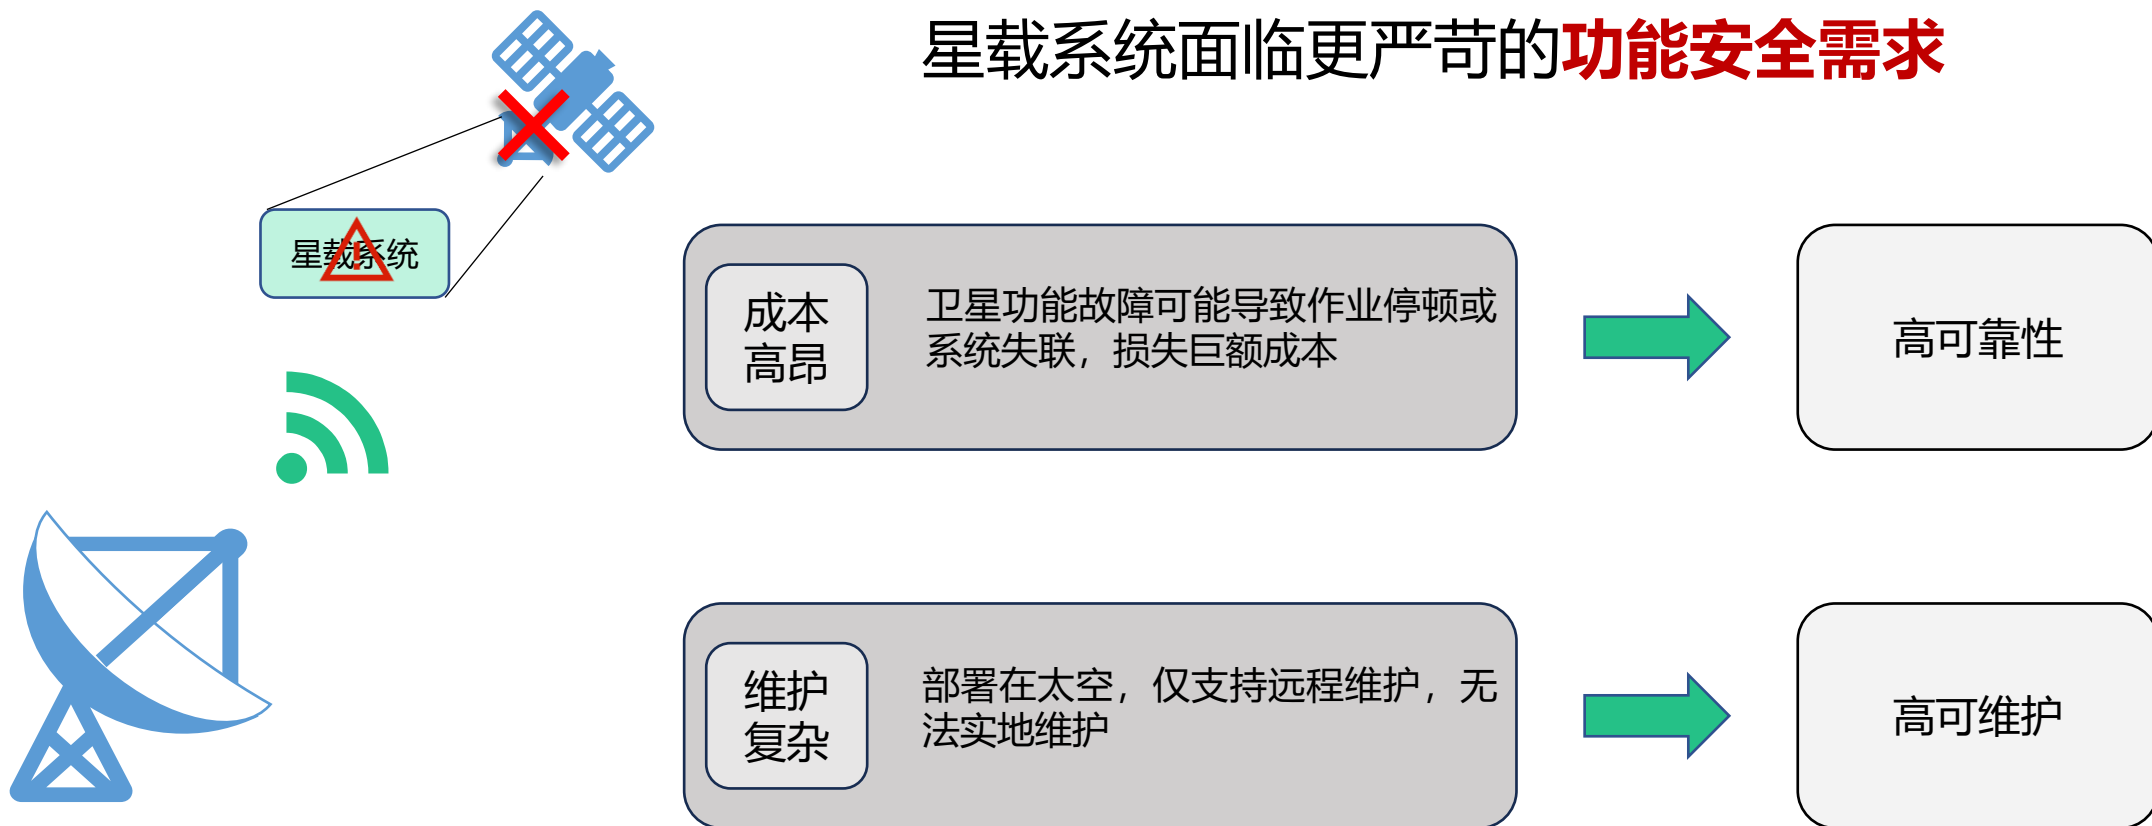 星载系统面临更严苛的功能安全需求
星载系统
成本
高昂
卫星功能故障可能导致作业停顿或
系统失联，损失巨额成本
高可靠性
维护
复杂
部署在太空，仅支持远程维护，无
法实地维护
高可维护